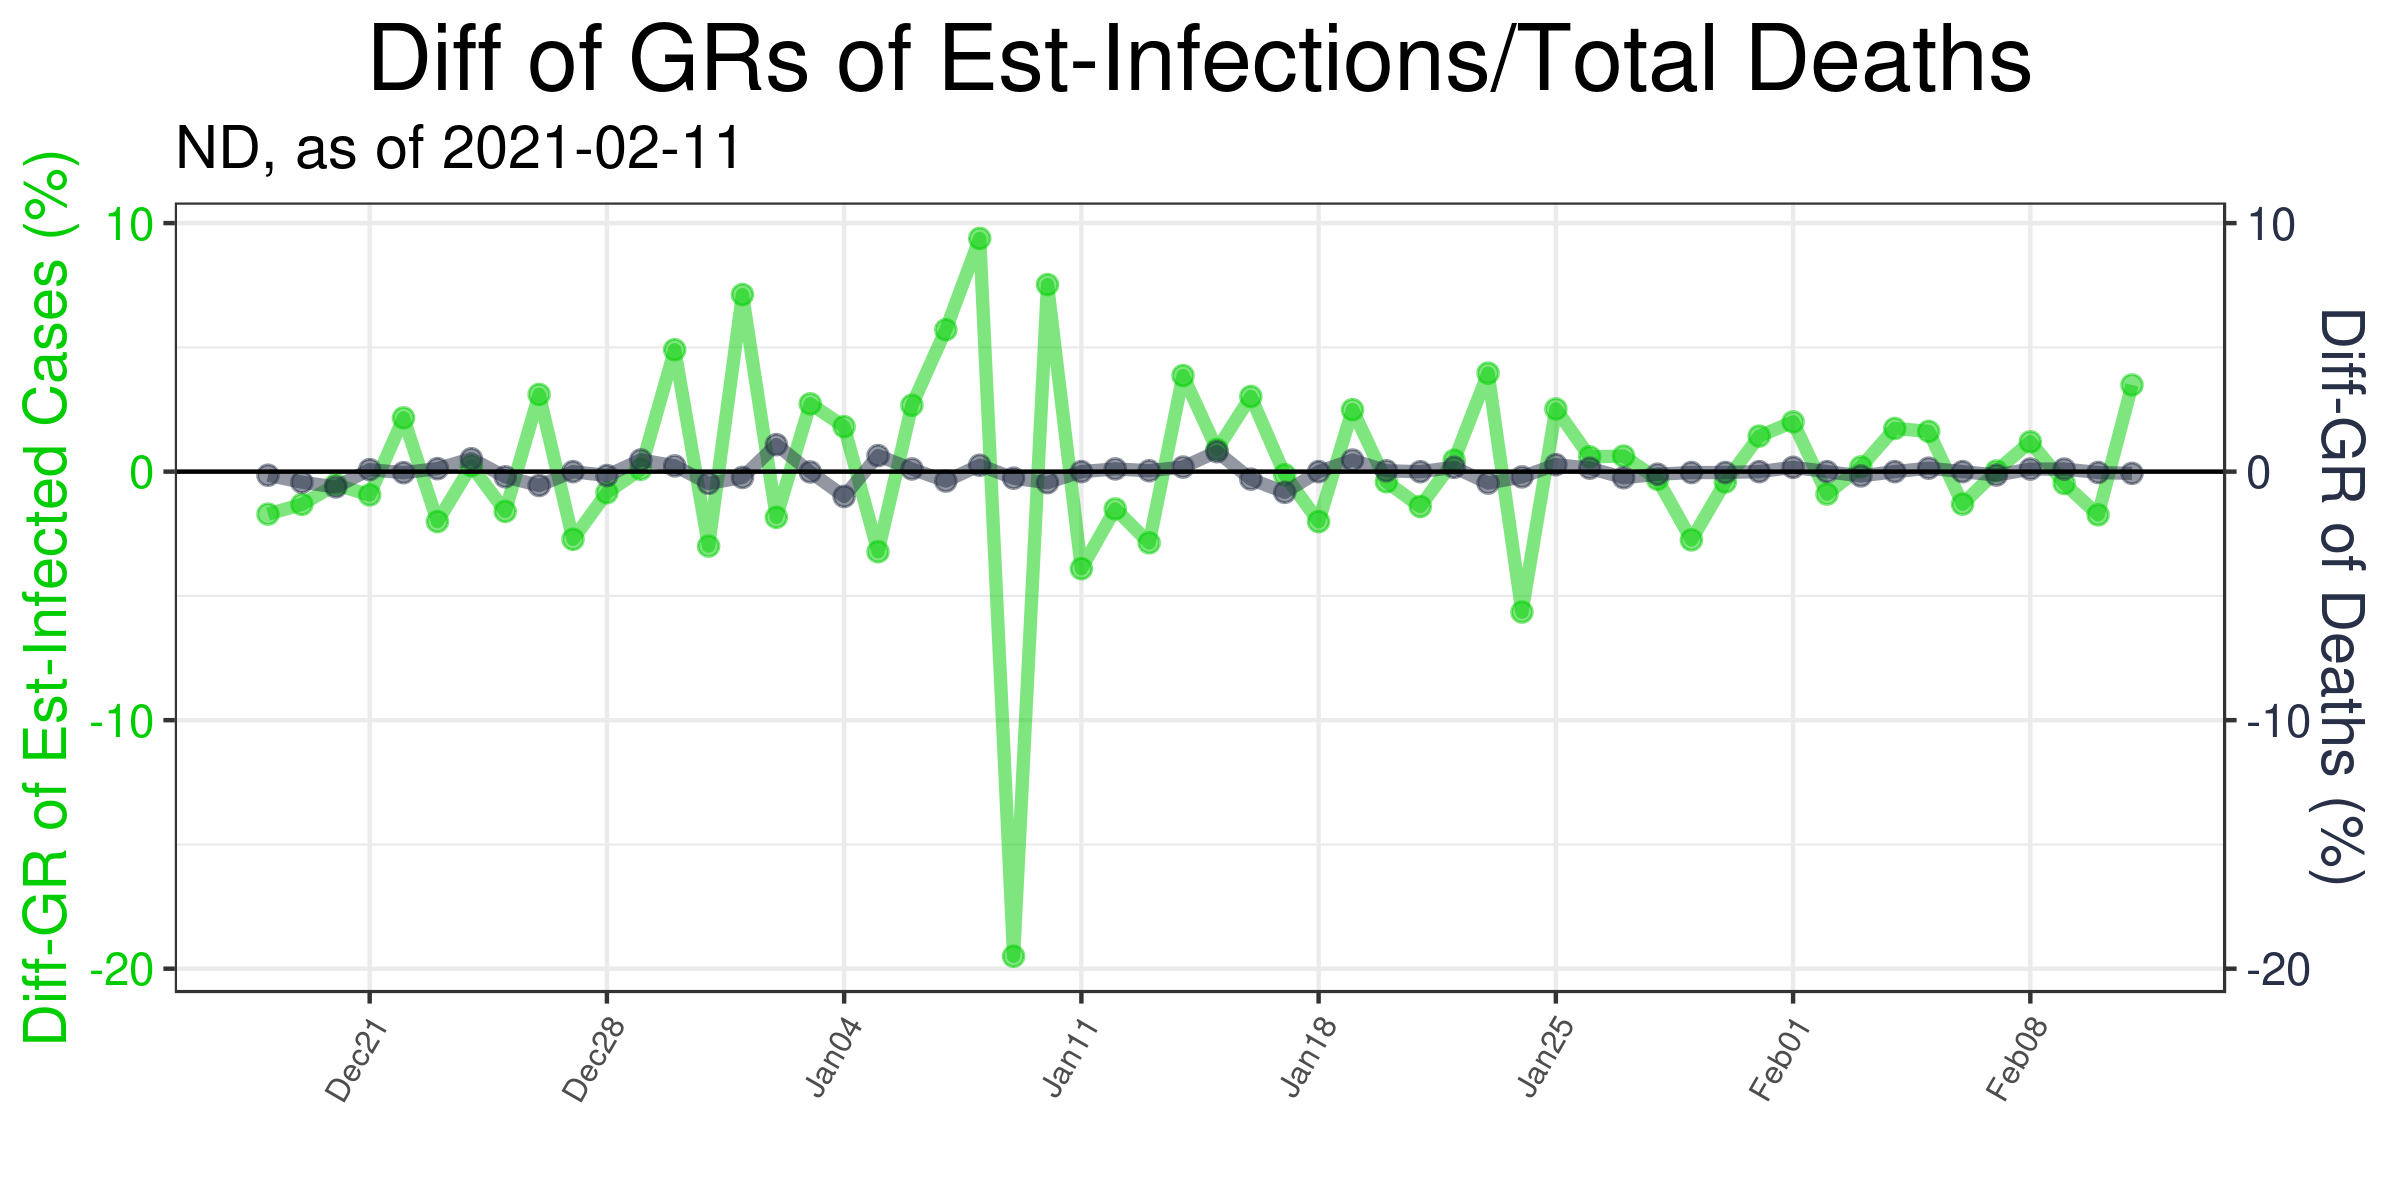 Diff of GRs of Est-Infections/Total Deaths
ND, as of 2021-02-11
Diff-GR of Est-Infected Cases (%)
10
0
-10
-20
10
0
-10
-20
Diff-GR of Deaths (%)
Dec21
Dec28
Jan04
Jan11
Jan18
Jan25
Feb01
Feb08